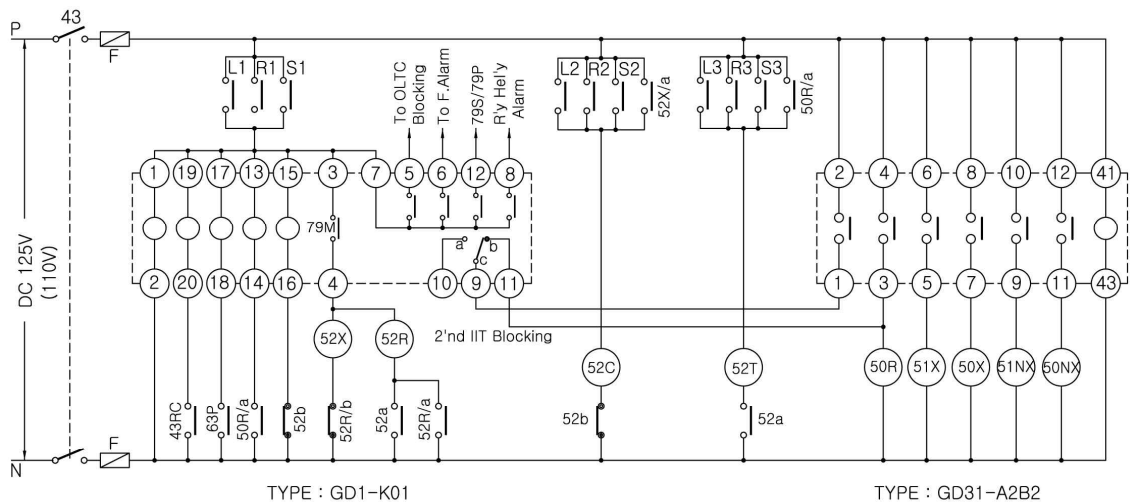 P
43
F
L1 R1 S1
To OLTC
Blocking
To F.Alarm
79S/79P
R'y Hel'y
Alarm
L2 R2 S2
52X/a
L3 R3 S3
50R/a
1 19 17 13 15 3 7 5 6 12 8
2 4 6 8 10 12 41
DC 125V
(110V)
79M
a b
c
2 20 18 14 16 4 10 9 11
1 3 5 7 9 11 43
2'nd IIT Blocking
52X 52R
52C 52T
50R 51X 50X 51NX 50NX
43RC
63P
50R/a
52b
52R/b
52a
52R/a
52b
52a
N
F
TYPE : GD1-K01
TYPE : GD31-A2B2